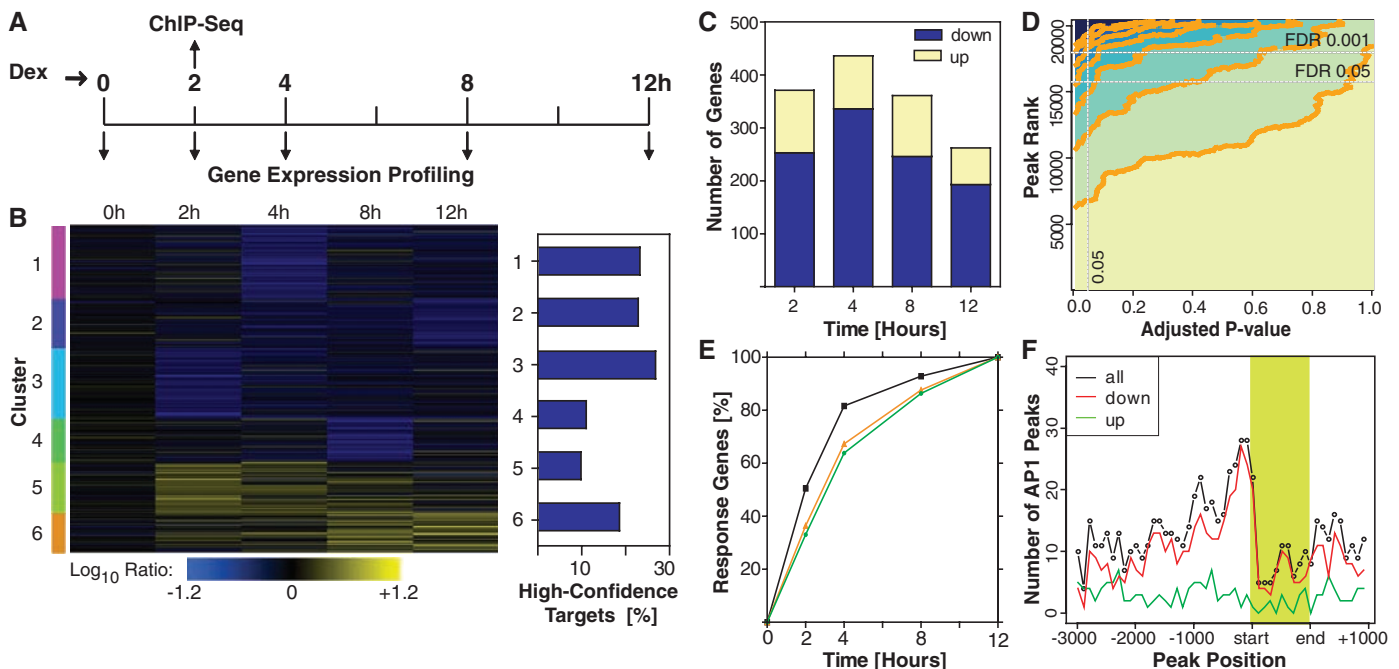 A
ChIP-Seq
Dex
0 2 4 8 12h
Gene Expression Profiling
B
0h 2h 4h 8h 12h
Cluster
1
2
3
4
5
6
Log10 Ratio:
-1.2 0 +1.2
1
2
3
4
5
6
10 30
High-Confidence
Targets [%]
C
500
400
300
200
100
Number of Genes
down
up
2 4 8 12
Time [Hours]
D
20000
15000
10000
5000
Peak Rank
FDR 0.001
FDR 0.05
0.05
0.0 0.2 0.4 0.6 0.8 1.0
Adjusted P-value
E
100
80
60
40
20
Response Genes [%]
0 2 4 8 12
Time [Hours]
F
40
30
20
10
0
Number of AP1 Peaks
all
down
up
-3000 -2000 -1000 start end +1000
Peak Position